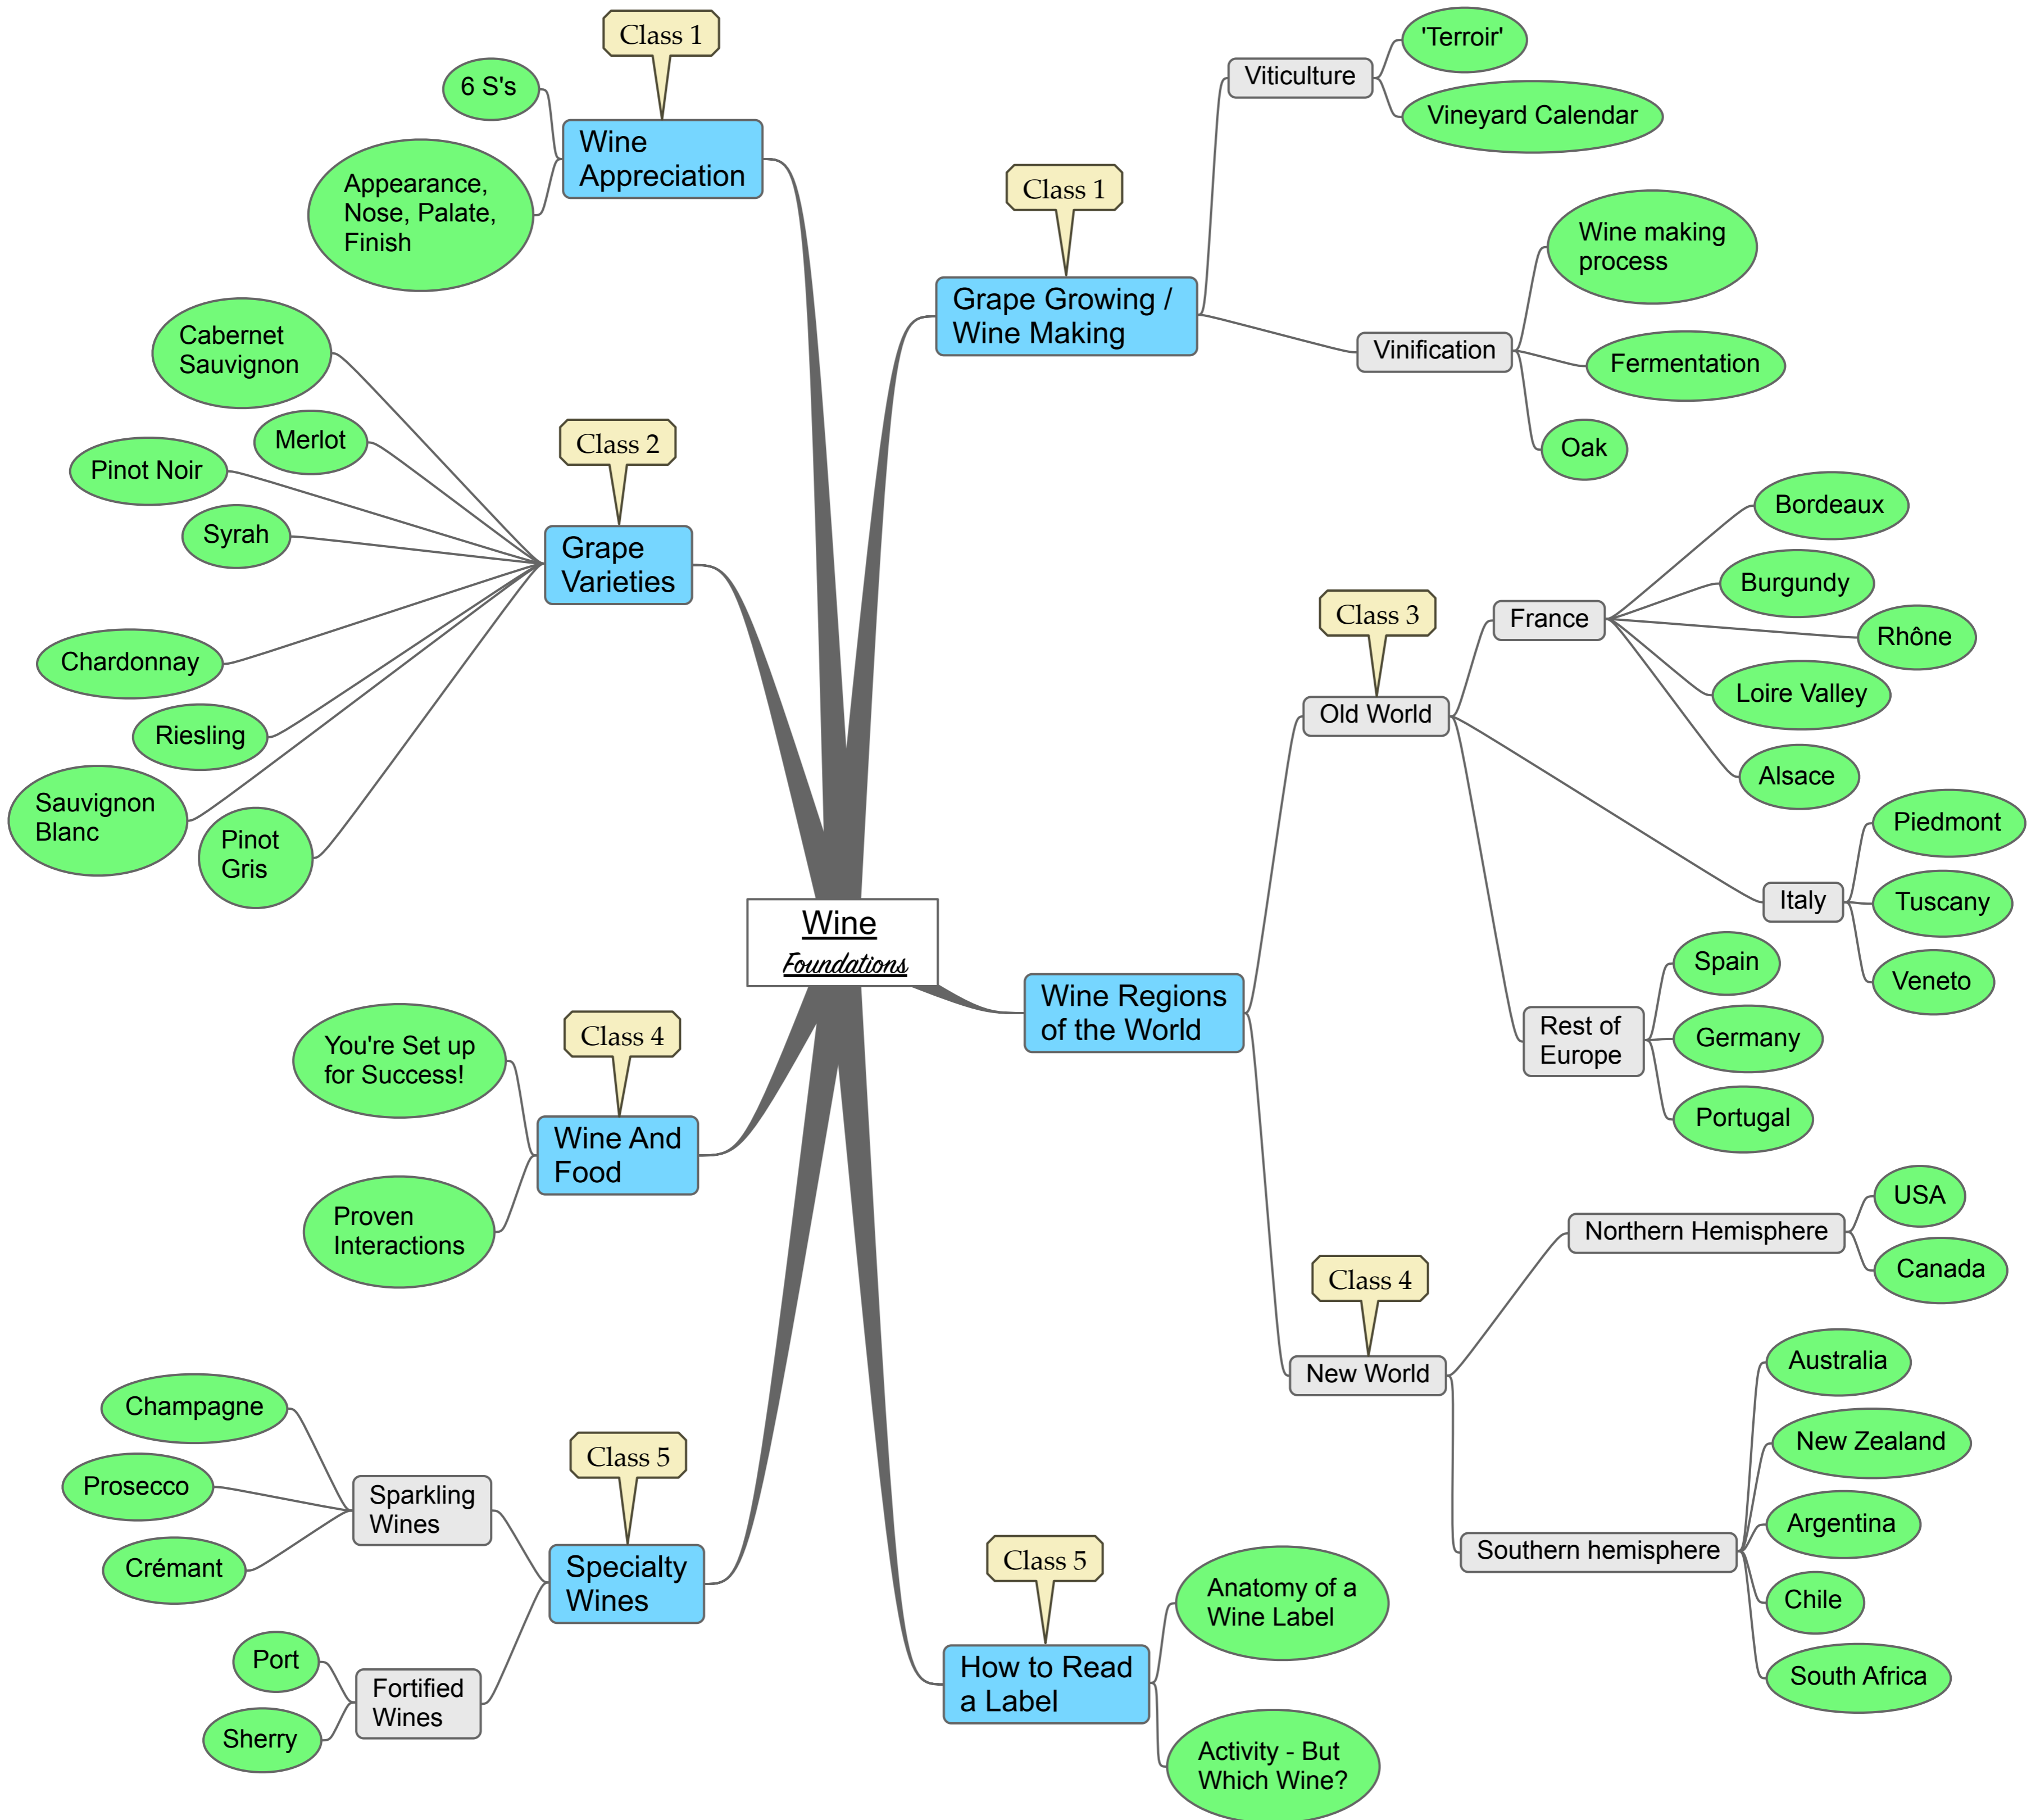 Class 1
6 S's
Wine
Appreciation
Appearance,
Nose, Palate,
Finish
Class 1
Grape Growing /
Wine Making
Viticulture
'Terroir'
Vineyard Calendar
Vinification
Wine making
process
Fermentation
Oak
Class 2
Grape
Varieties
Cabernet
Sauvignon
Merlot
Pinot Noir
Syrah
Chardonnay
Riesling
Sauvignon
Blanc
Pinot
Gris
Wine
Foundations
Wine Regions
of the World
Class 3
Old World
France
Bordeaux
Burgundy
Rhône
Loire Valley
Alsace
Italy
Piedmont
Tuscany
Veneto
Rest of
Europe
Spain
Germany
Portugal
Class 4
New World
Northern Hemisphere
USA
Canada
Southern hemisphere
Australia
New Zealand
Argentina
Chile
South Africa
Class 4
Wine And
Food
You're Set up
for Success!
Proven
Interactions
Class 5
Specialty
Wines
Sparkling
Wines
Champagne
Prosecco
Crémant
Fortified
Wines
Port
Sherry
Class 5
How to Read
a Label
Anatomy of a
Wine Label
Activity - But
Which Wine?